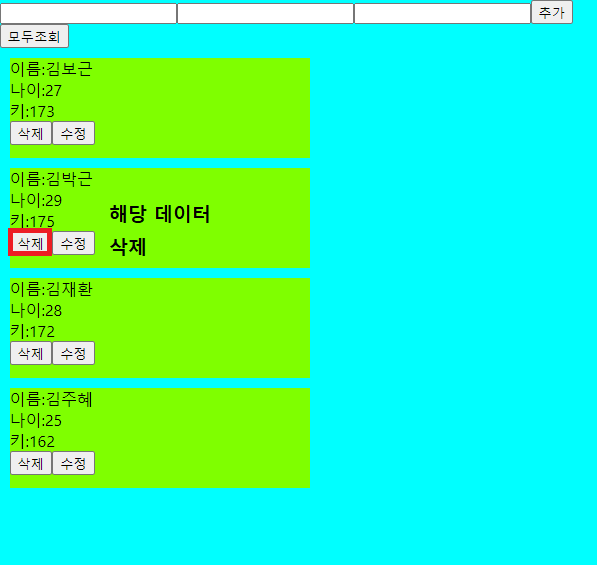 추가
모두조회
이름:김보근
나이:27
키:173
삭제 수정
이름:김박근
나이:29
키:175
삭제 수정
해당 데이터
삭제
이름:김재환
나이:28
키:172
삭제 수정
이름:김주혜
나이:25
키:162
삭제 수정